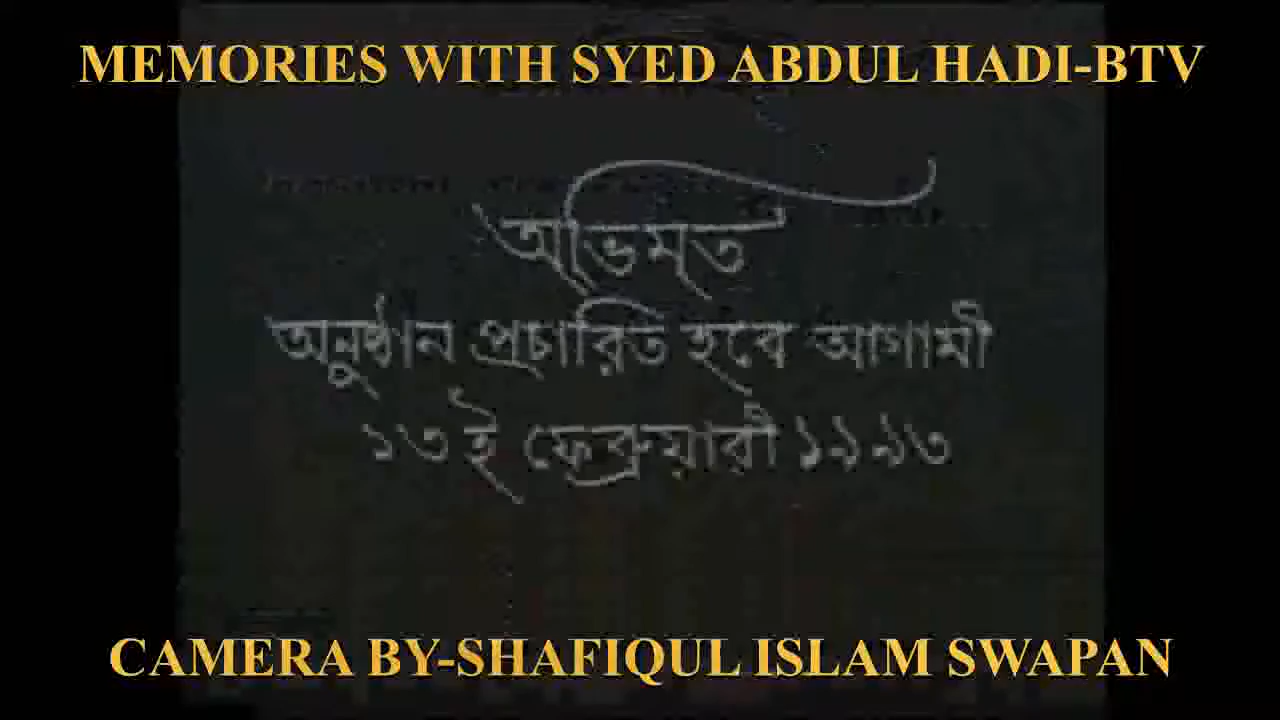 MEMORIES WITH SYED ABDUL HADI-BTV
অভিমত
অনুষ্ঠান প্রচারিত হবে আগামী
১৩ই ফেব্রুয়ারী ১৯৯৩
CAMERA BY-SHAFIQUL ISLAM SWAPAN